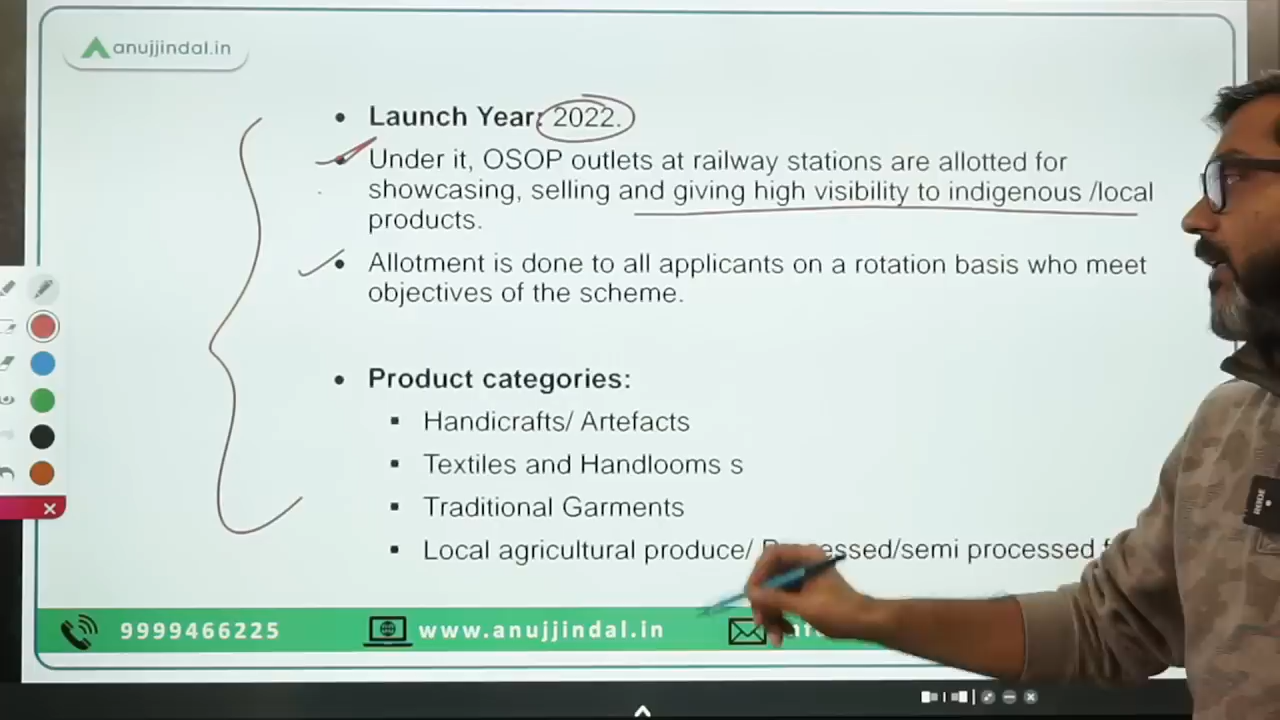 anujjindal.in
• Launch Year: 2022.
• Under it, OSOP outlets at railway stations are allotted for
showcasing, selling and giving high visibility to indigenous /local
products.
• Allotment is done to all applicants on a rotation basis who meet
objectives of the scheme.
• Product categories:
▪ Handicrafts/ Artefacts
▪ Textiles and Handlooms s
▪ Traditional Garments
▪ Local agricultural produce/ /semi processed
9999466225
www.anujjindal.in
RODE